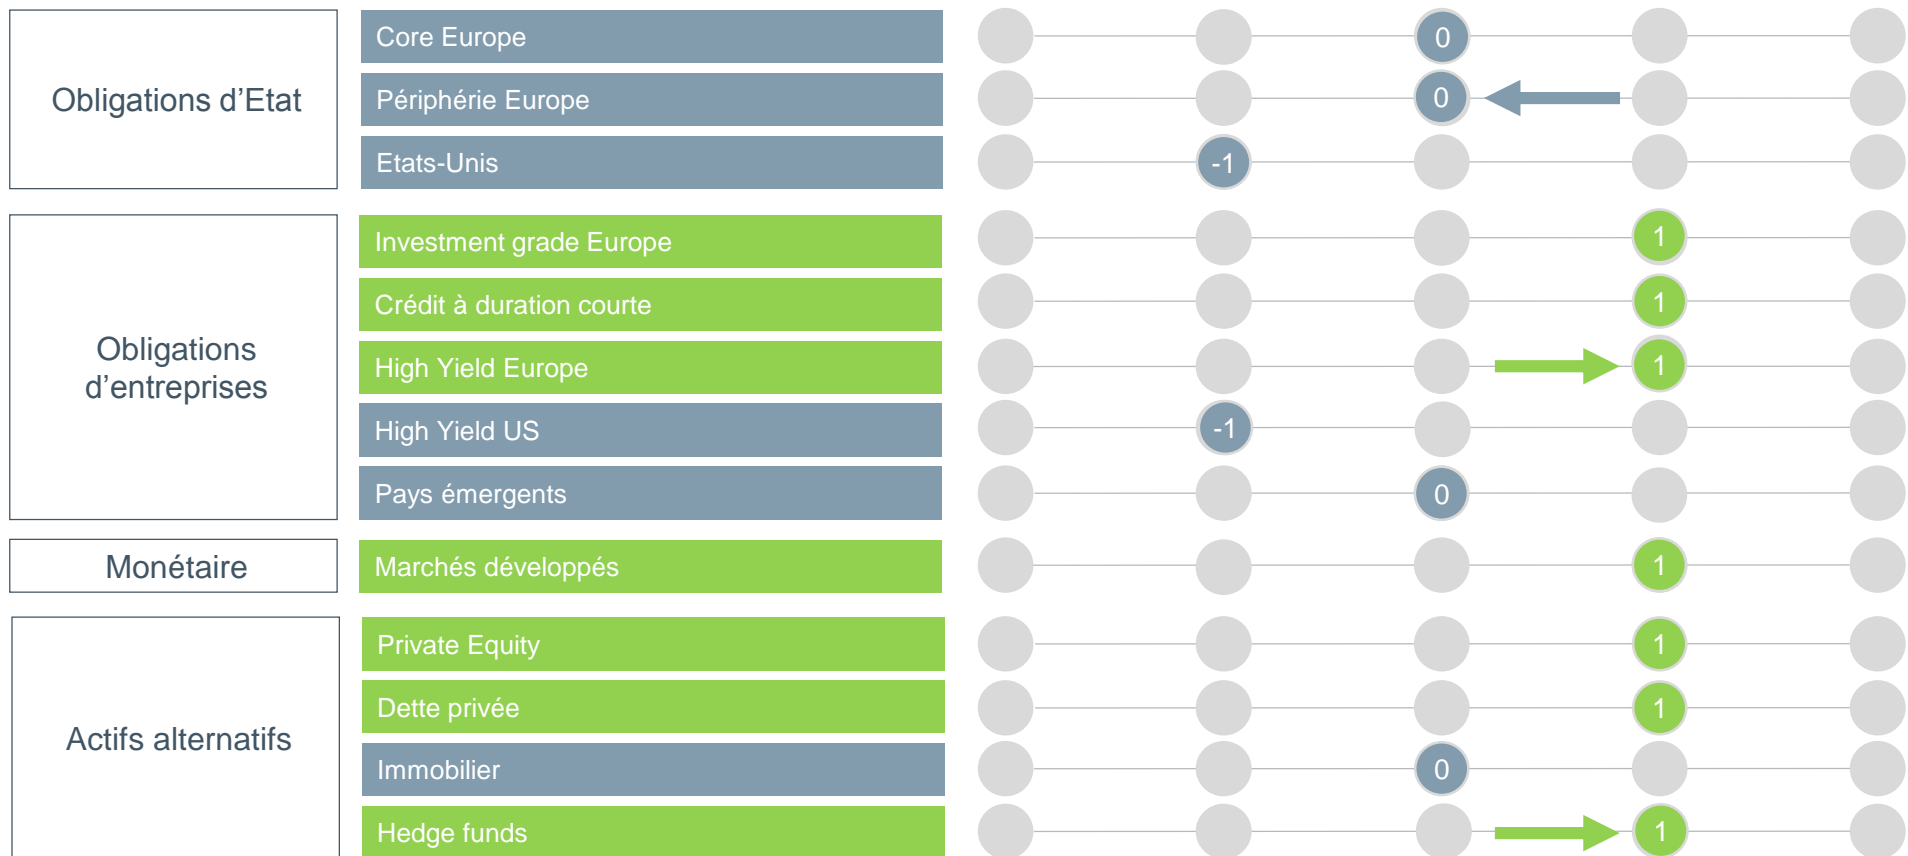 Obligations d’Etat
Core Europe
0
Périphérie Europe
0
Etats-Unis
-1
Obligations
d’entreprises
Investment grade Europe
1
Crédit à duration courte
1
High Yield Europe
1
High Yield US
-1
Pays émergents
0
Monétaire
Marchés développés
1
Actifs alternatifs
Private Equity
1
Dette privée
1
Immobilier
0
Hedge funds
1